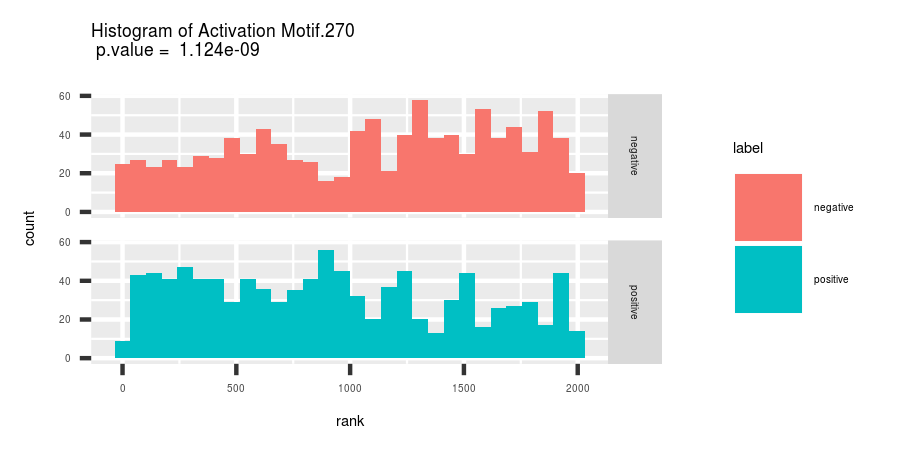 Histogram of Activation Motif.270
p.value = 1.124e-09
count
60
40
20
0
negative
60
40
20
0
positive
0 500 1000 1500 2000
rank
label
negative
positive